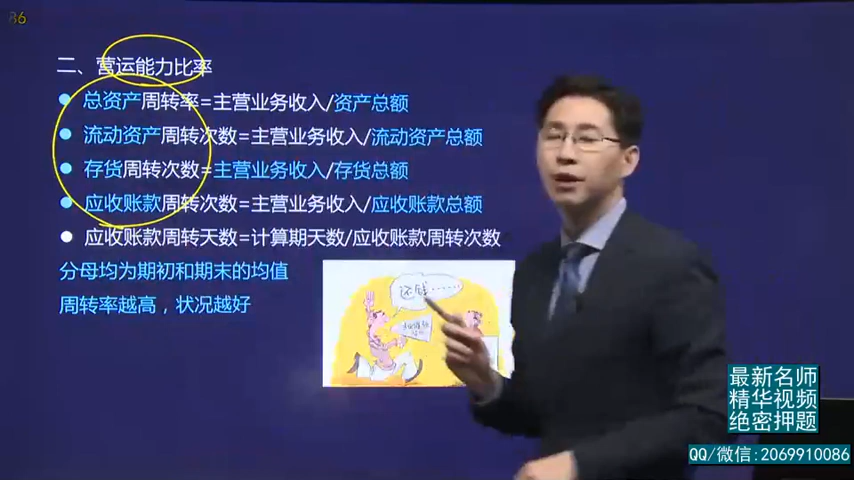 86
二、营运能力比率
总资产周转率=主营业务收入/资产总额
流动资产周转次数=主营业务收入/流动资产总额
存货周转次数=主营业务收入/存货总额
应收账款周转次数=主营业务收入/应收账款总额
应收账款周转天数=计算期天数/应收账款周转次数
分母均为期初和期末的均值
周转率越高，状况越好
还钱……
最新名师
精华视频
绝密押题
QQ/微信:2069910086